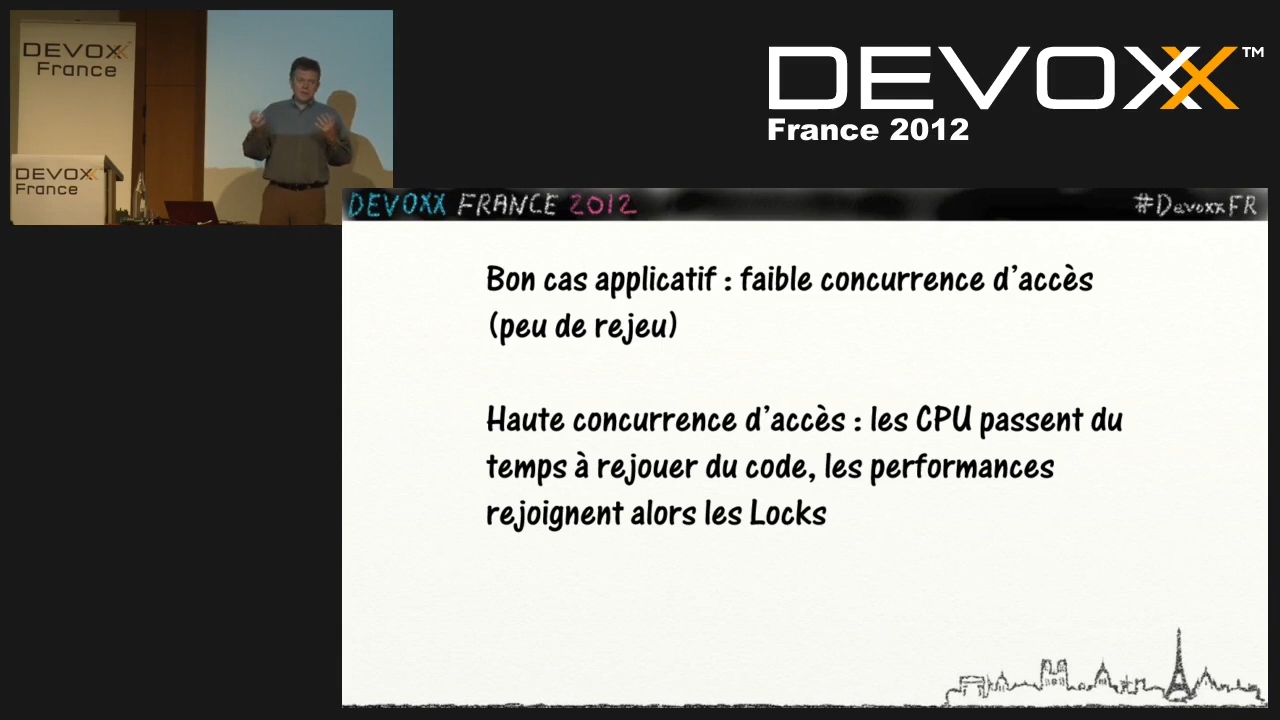 DEVOXX
France
DEVOXX
France
DEVOXX™
France 2012
DEVOXX FRANCE 2012
#DevoxxFR
Bon cas applicatif : faible concurrence d'accès
(peu de rejeu)
Haute concurrence d'accès : les CPU passent du
temps à rejouer du code, les performances
rejoignent alors les Locks